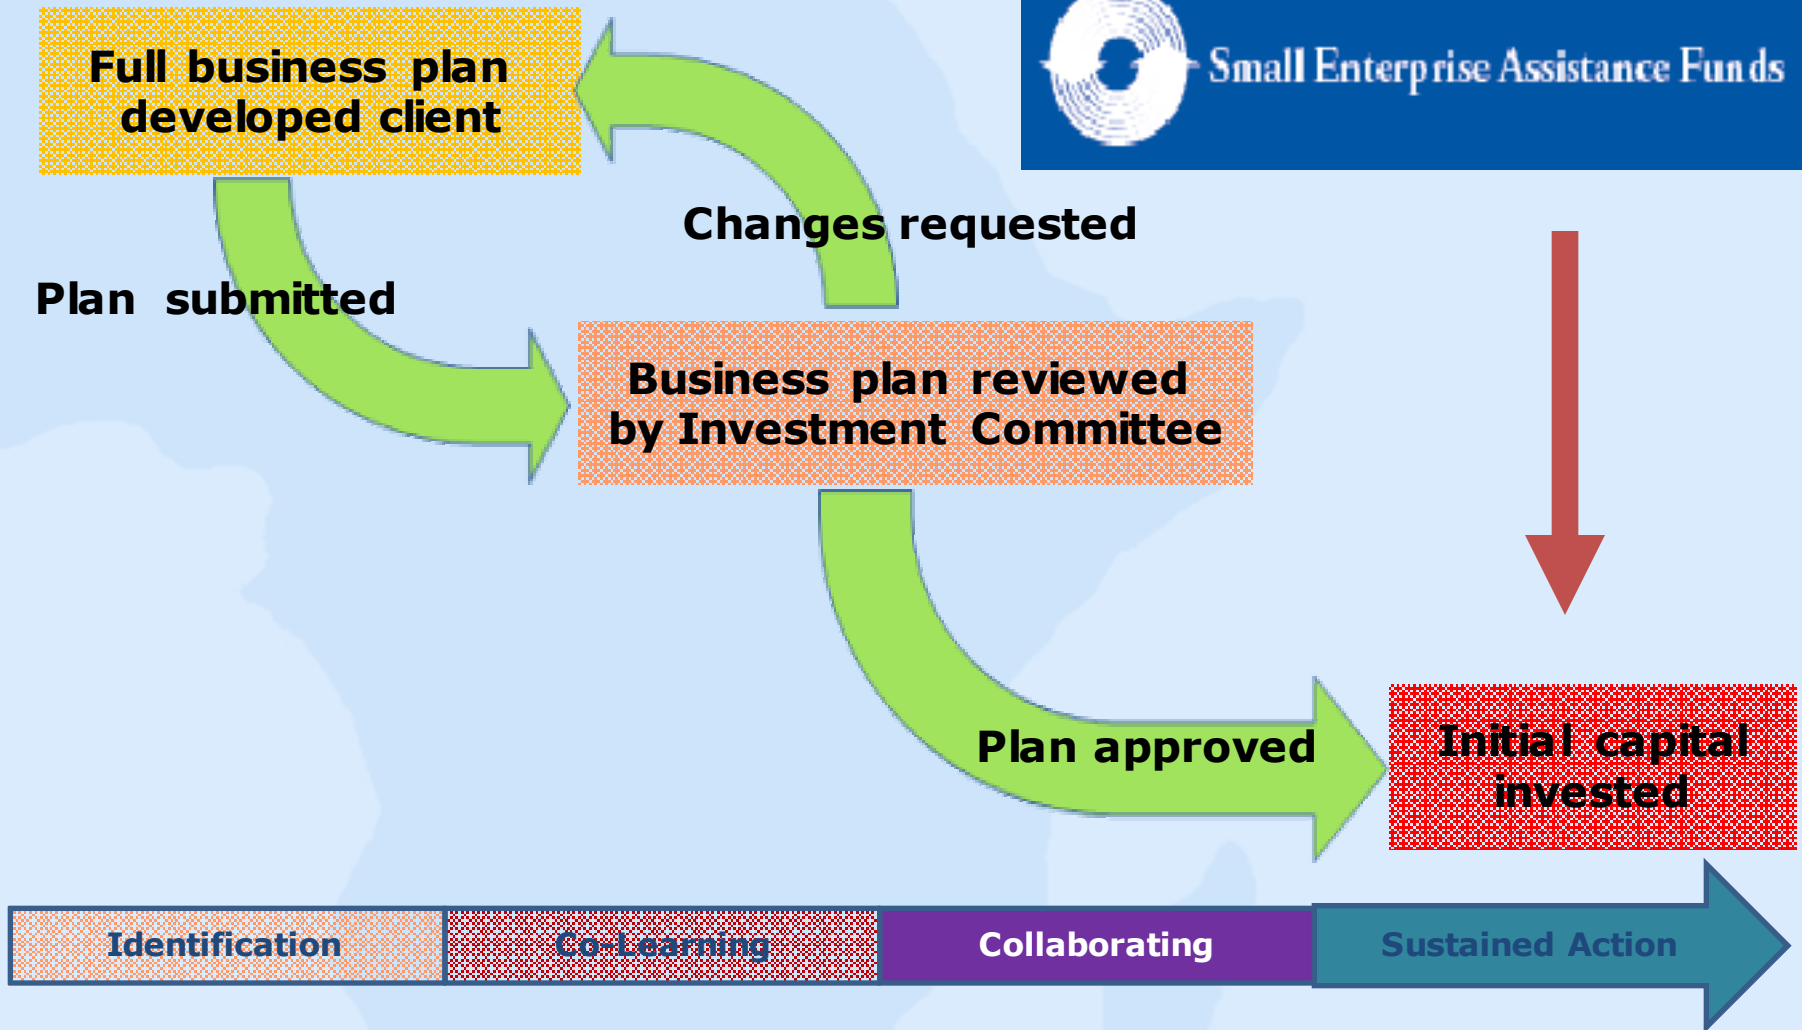 Full business plan
developed client
Small Enterprise Assistance Funds
Changes requested
Plan submitted
Business plan reviewed
by Investment Committee
Plan approved
Initial capital
invested
Identification
Co-Learning
Collaborating
Sustained Action